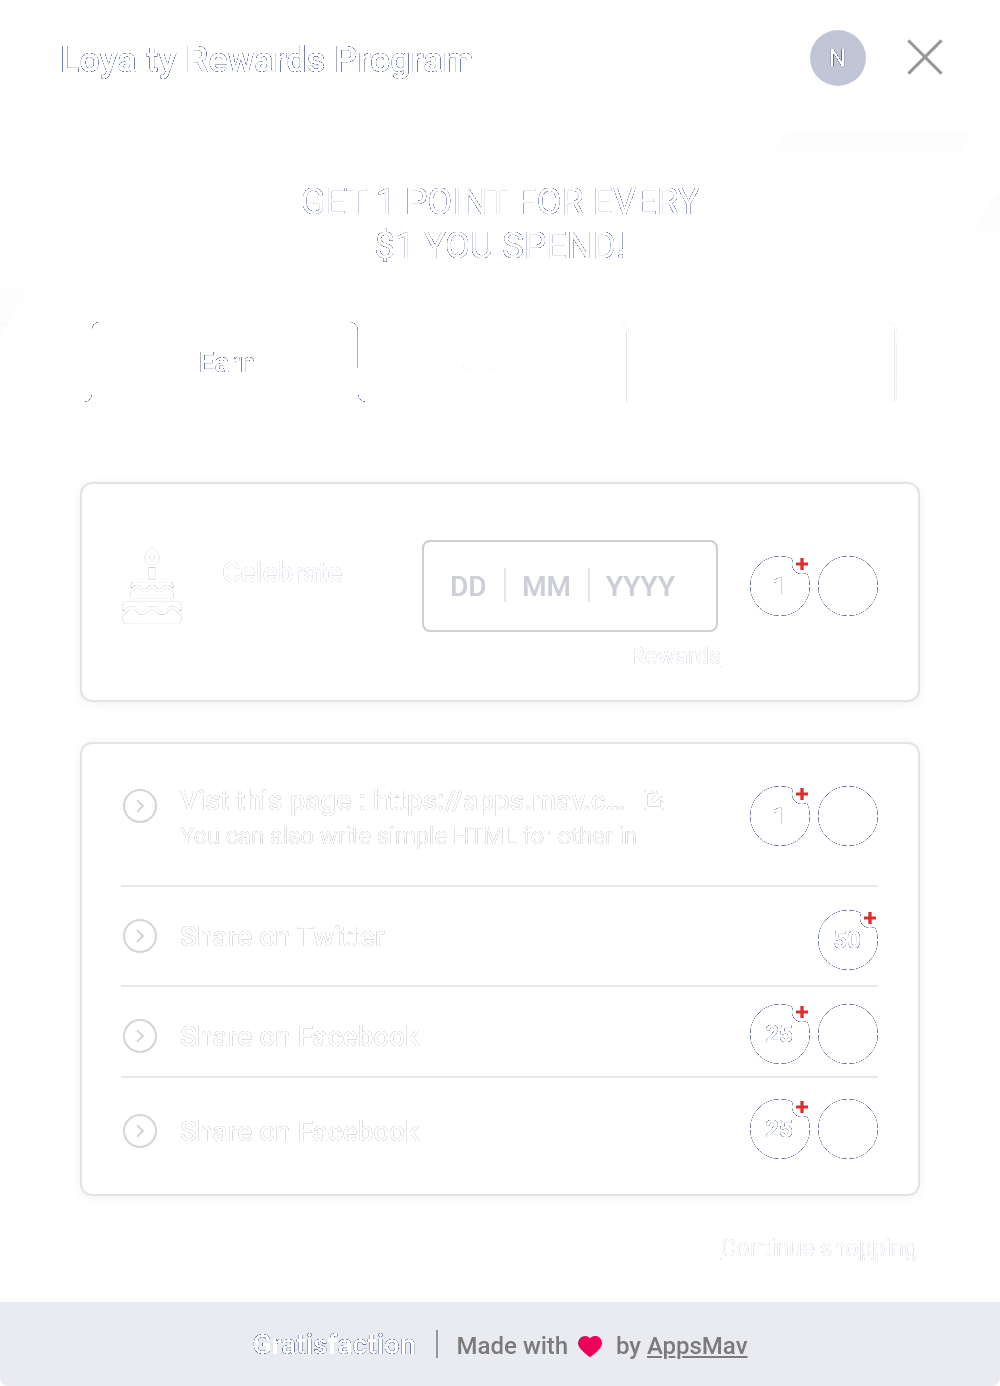 Loyalty Rewards Program
N
GET 1 POINT FOR EVERY
$1 YOU SPEND!
Earn
Celebrate
DD MM YYYY
1
Rewards
Vist this page : https://apps.mav.c...
1
You can also write simple HTML for other in
Share on Twitter
50
Share on Facebook
25
Share on Facebook
25
Continue shopping
Gratisfaction | Made with by AppsMav